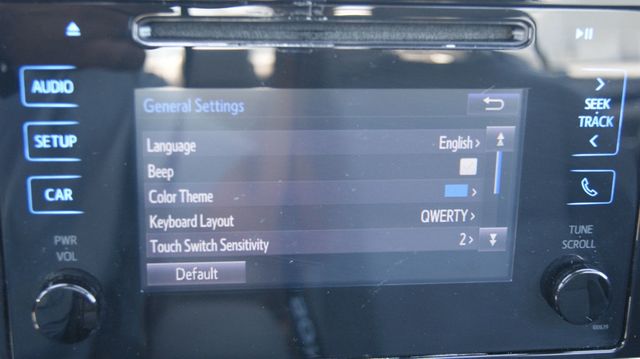 AUDIO
SETUP
CAR
PWR
VOL
General Settings
Language English
Beep
Color Theme
Keyboard Layout QWERTY
Touch Switch Sensitivity 2
Default
SEEK
TRACK
TUNE
SCROLL